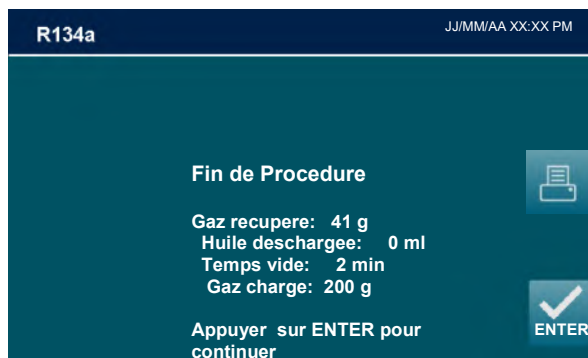 R134a
JJ/MM/AA XX:XX PM
Fin de Procedure
Gaz recupere: 41 g
Huile deschargee: 0 ml
Temps vide: 2 min
Gaz charge: 200 g
Appuyer sur ENTER pour
continuer
ENTER